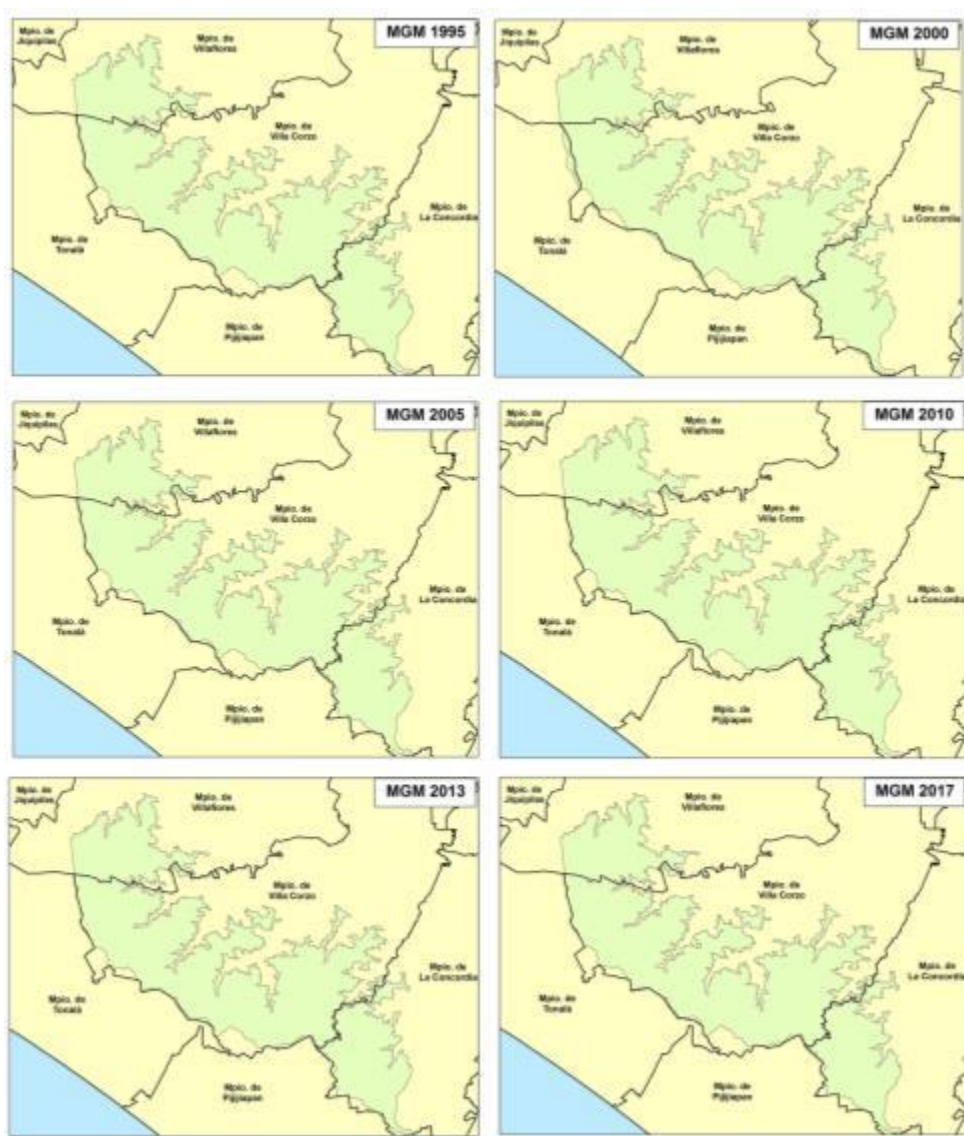 MGM 1995
Mpio. de
Jiquipilas
Mpio. de
Villaflores
Mpio. de
Villa Corzo
Mpio. de
La Concordia
Mpio. de
Tonalá
Mpio. de
Pijijiapan
MGM 2000
Mpio. de
Jiquipilas
Mpio. de
Villaflores
Mpio. de
Villa Corzo
Mpio. de
La Concordia
Mpio. de
Tonalá
Mpio. de
Pijijiapan
MGM 2005
Mpio. de
Jiquipilas
Mpio. de
Villaflores
Mpio. de
Villa Corzo
Mpio. de
La Concordia
Mpio. de
Tonalá
Mpio. de
Pijijiapan
MGM 2010
Mpio. de
Jiquipilas
Mpio. de
Villaflores
Mpio. de
Villa Corzo
Mpio. de
La Concordia
Mpio. de
Tonalá
Mpio. de
Pijijiapan
MGM 2013
Mpio. de
Jiquipilas
Mpio. de
Villaflores
Mpio. de
Villa Corzo
Mpio. de
La Concordia
Mpio. de
Tonalá
Mpio. de
Pijijiapan
MGM 2017
Mpio. de
Jiquipilas
Mpio. de
Villaflores
Mpio. de
Villa Corzo
Mpio. de
La Concordia
Mpio. de
Tonalá
Mpio. de
Pijijiapan